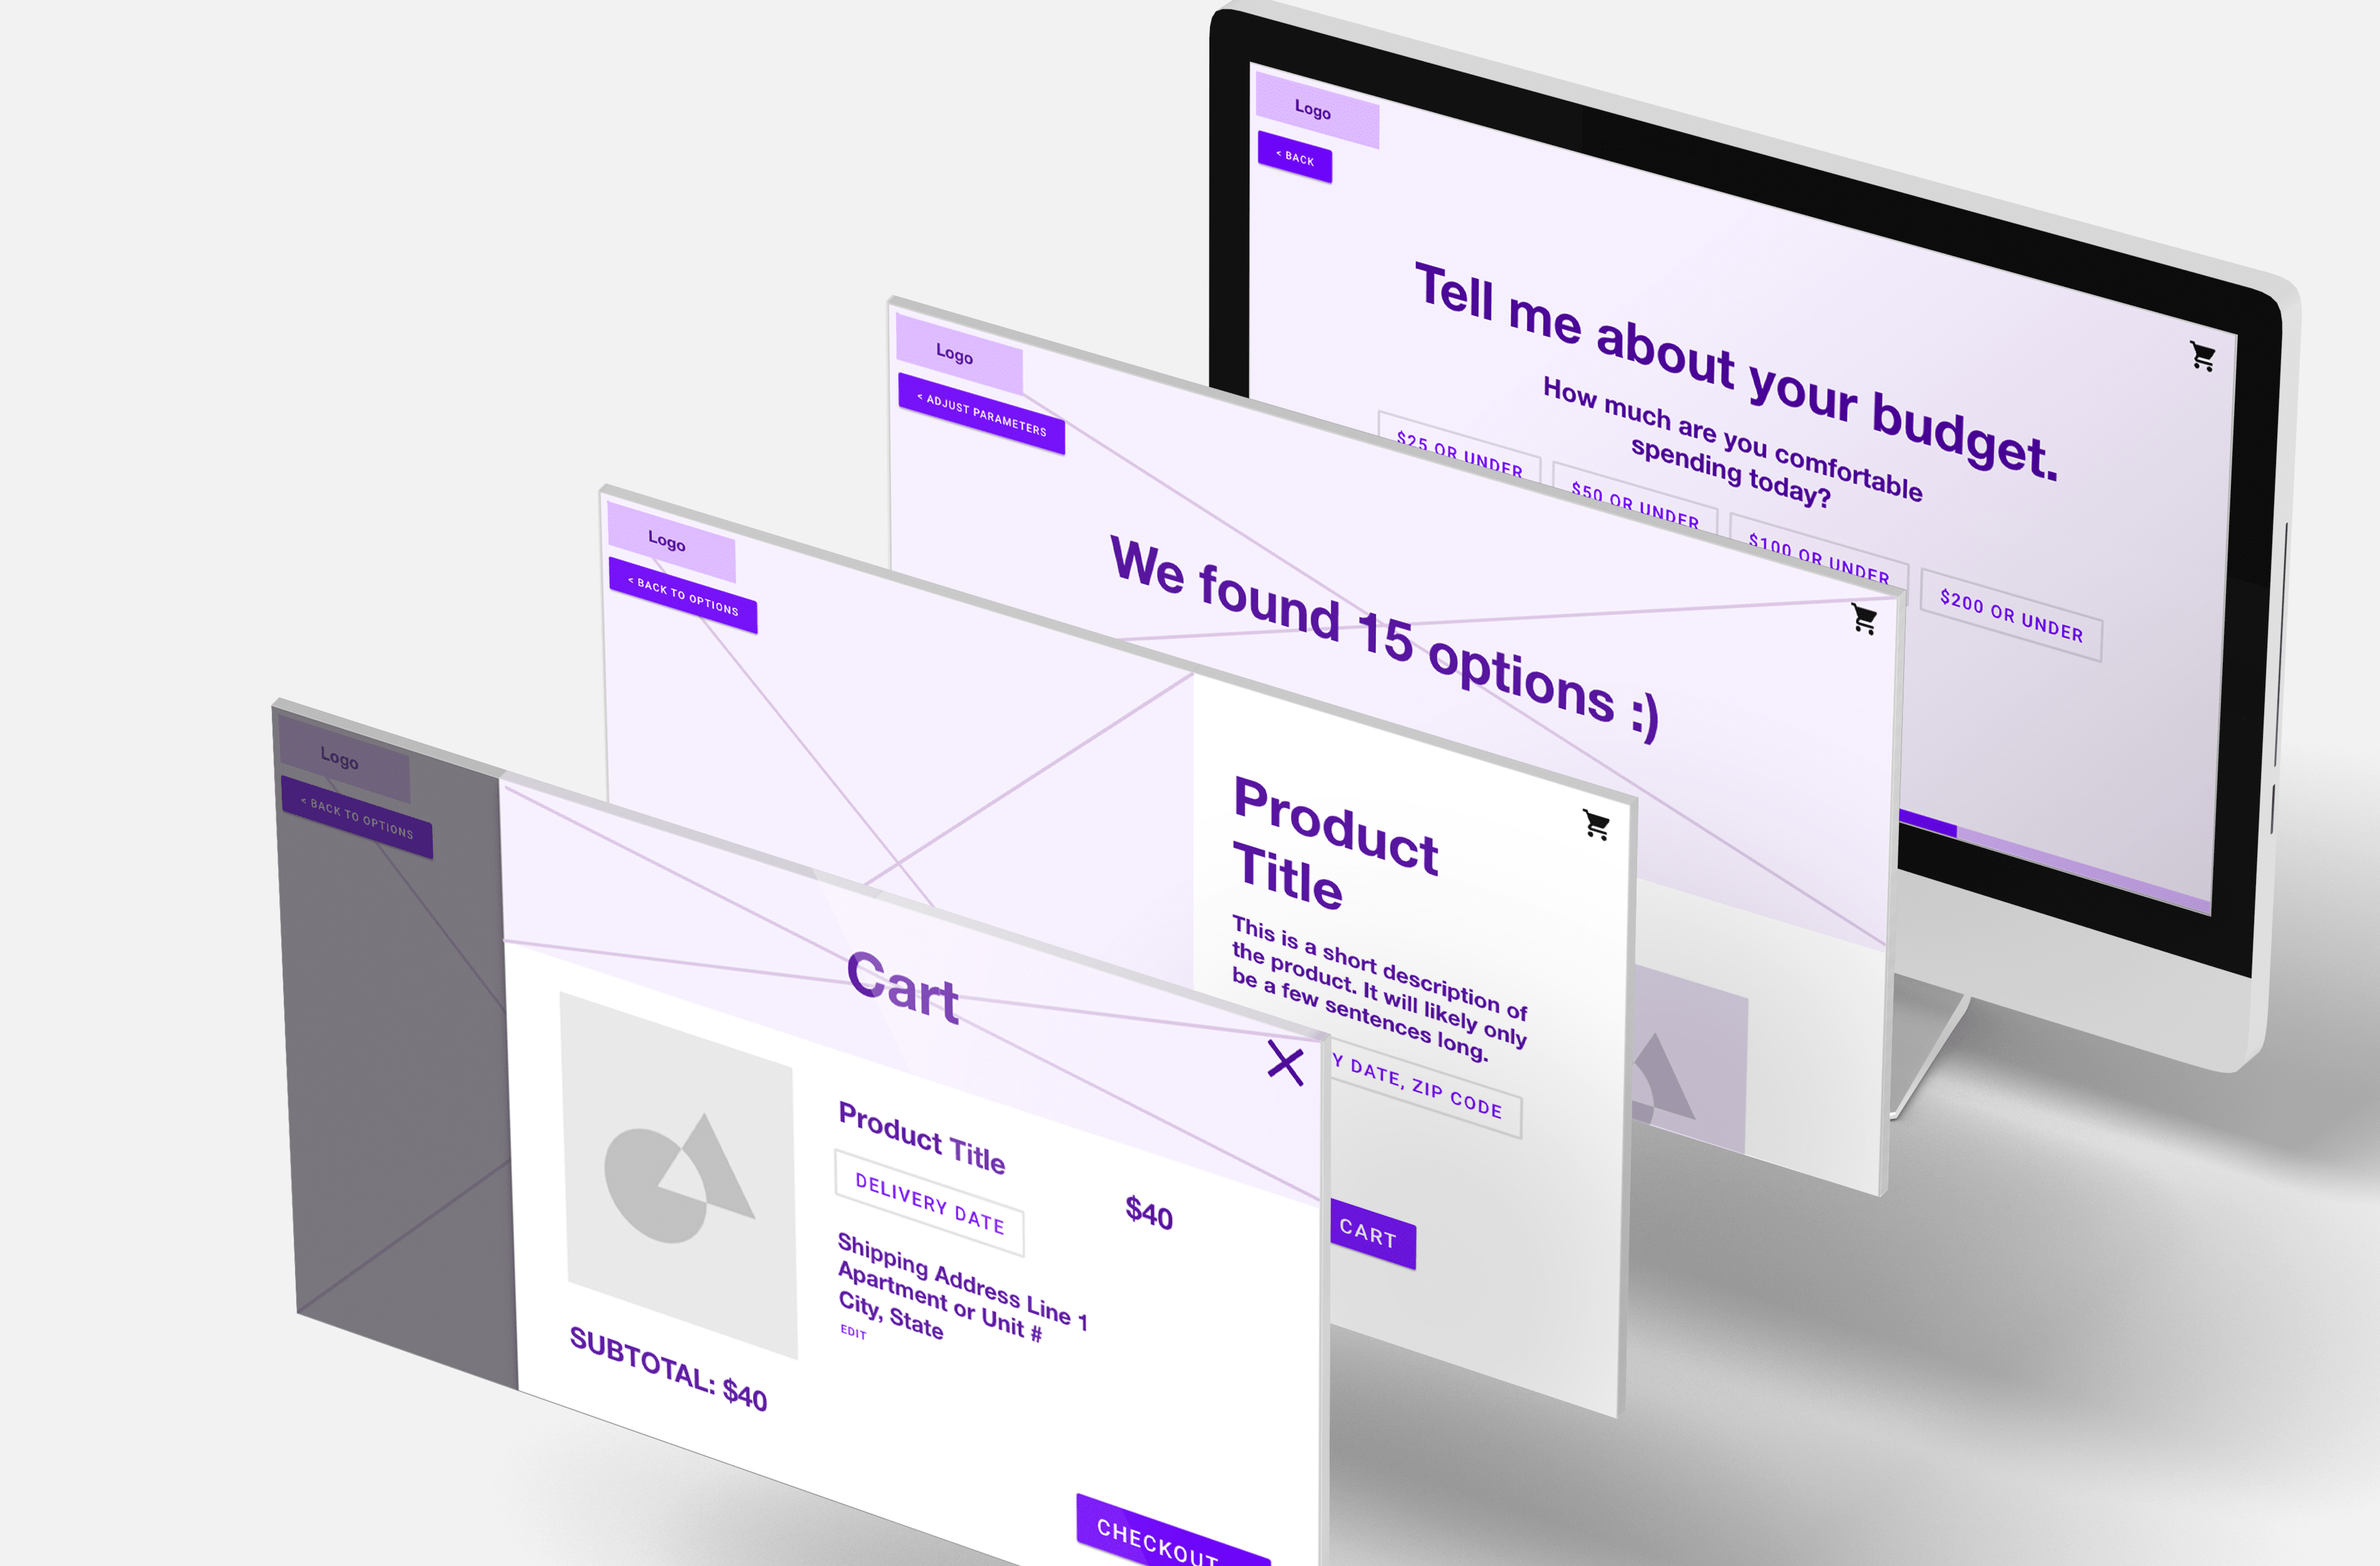 Logo
< BACK
Tell me about your budget.
How much are you comfortable
spending today?
$25 OR UNDER
$50 OR UNDER
$100 OR UNDER
$200 OR UNDER
Logo
< ADJUST PARAMETERS
We found 15 options :)
Logo
< BACK TO OPTIONS
Product
Title
This is a short description of
the product. It will likely only
be a few sentences long.
Y DATE, ZIP CODE
CART
Logo
< BACK TO OPTIONS
Cart
Product Title
$40
DELIVERY DATE
Shipping Address Line 1
Apartment or Unit #
City, State
EDIT
SUBTOTAL: $40
CHECKOUT